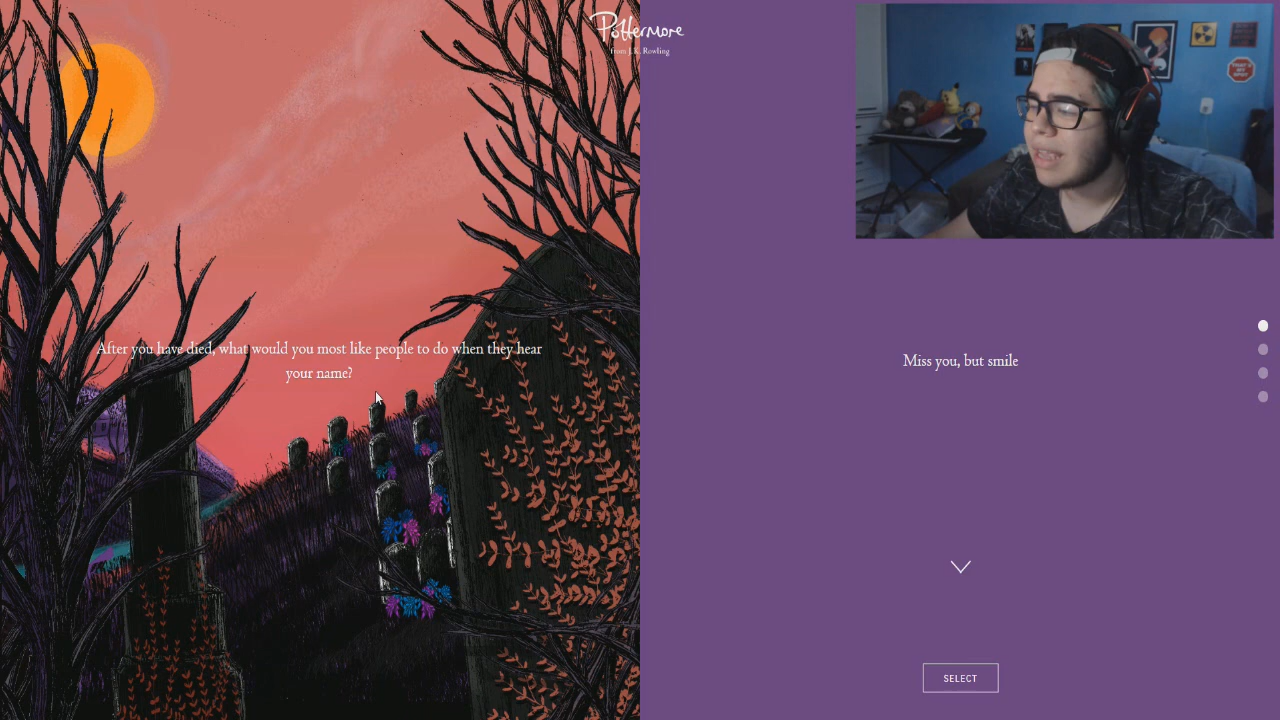 Pottermore
from J.K. Rowling
After you have died, what would you most like people to do when they hear
your name?
Miss you, but smile
SELECT